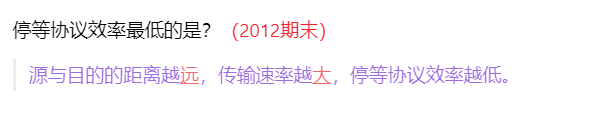 停等协议效率最低的是？（2012期末）
源与目的的距离越远，传输速率越大，停等协议效率越低。